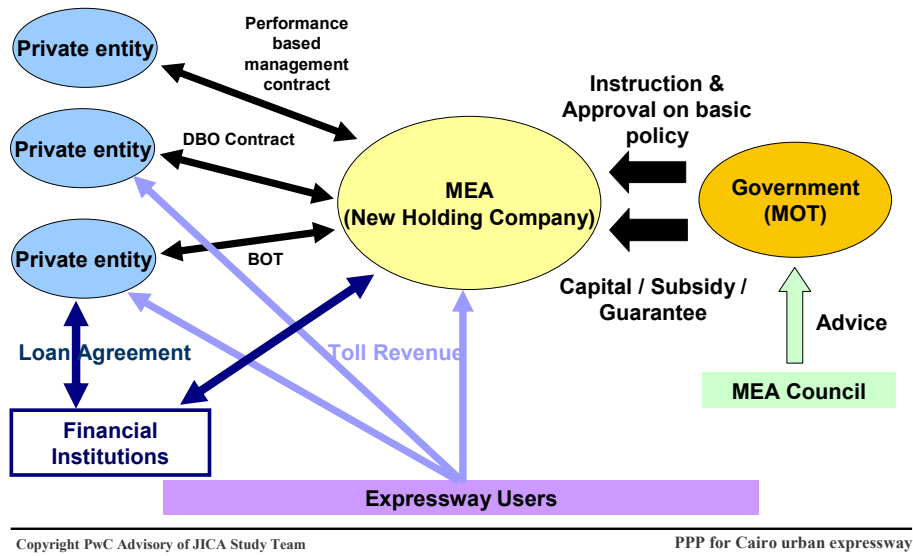 Performance
based
management
contract
Private entity
DBO Contract
Private entity
BOT
Private entity
MEA
(New Holding Company)
Instruction &
Approval on basic
policy
Government
(MOT)
Capital / Subsidy /
Guarantee
Advice
MEA Council
Loan Agreement
Toll Revenue
Financial
Institutions
Expressway Users
Copyright PwC Advisory of JICA Study Team
PPP for Cairo urban expressway